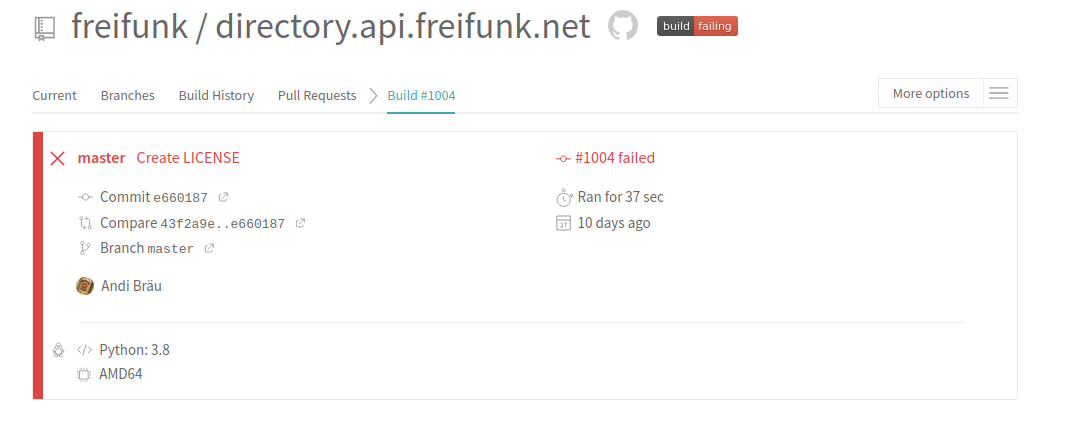 freifunk / directory.api.freifunk.net build failing
Current Branches Build History Pull Requests Build #1004 More options
master Create LICENSE
#1004 failed
Commit e660187
Ran for 37 sec
Compare 43f2a9e..e660187
10 days ago
Branch master
Andi Bräu
Python: 3.8
AMD64